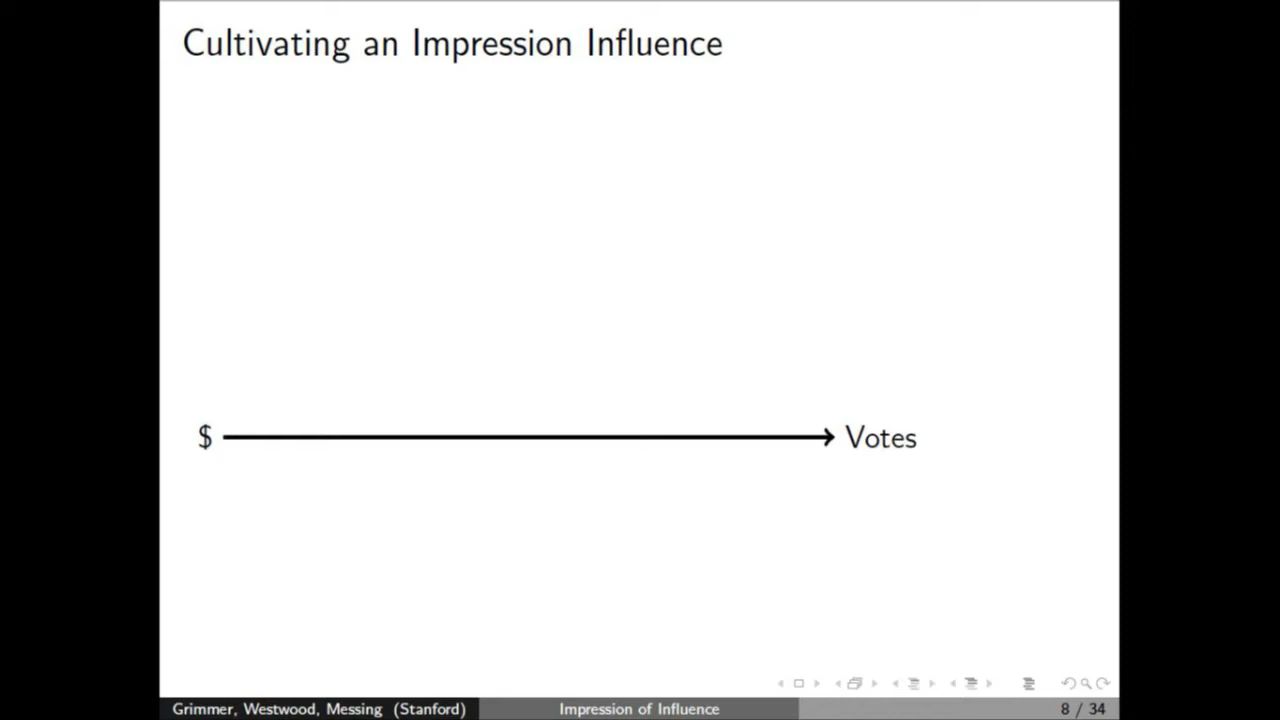 Cultivating an Impression Influence
$ Votes
Grimmer, Westwood, Messing (Stanford) Impression of Influence 8 / 34